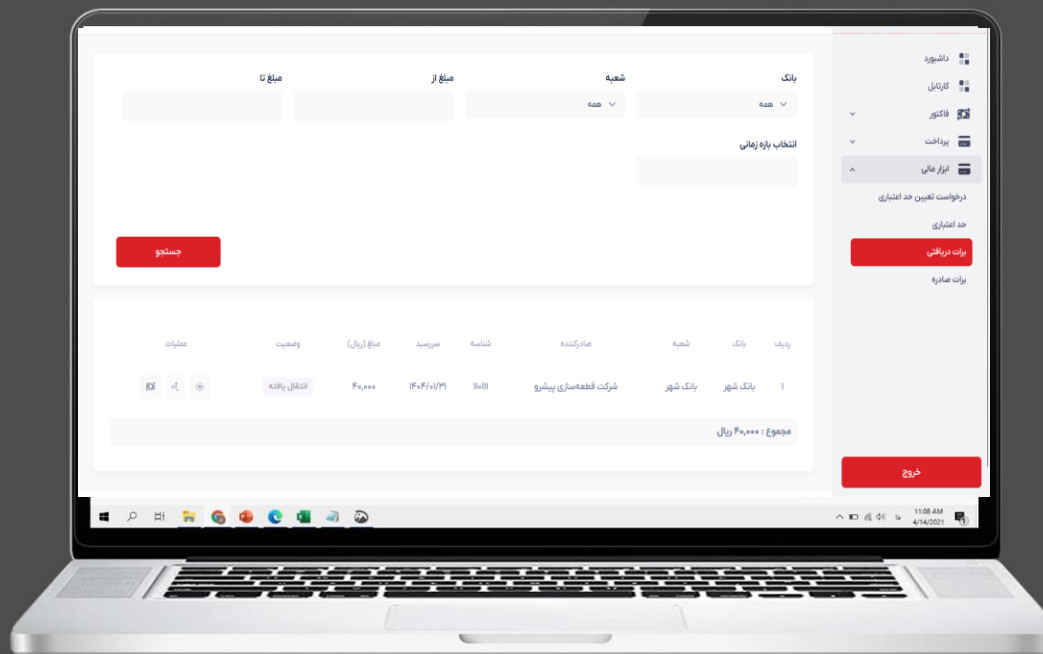 داشبورد
کارتابل
فاکتور
پرداخت
ابزار مالی
درخواست تعیین حد اعتباری
حد اعتباری
برات دریافتی
برات صادره
خروج
بانک شعبه مبلغ از مبلغ تا
همه همه
انتخاب بازه زمانی
جستجو
ردیف بانک شعبه صادرکننده شناسه سررسید مبلغ (ریال) وضعیت عملیات
۱ بانک شهر بانک شهر شرکت قطعه‌سازی پیشرو ۱۱۰۱۱۱ ۱۴۰۴/۰۱/۳۱ ۴۰,۰۰۰ انتقال یافته
مجموع : ۴۰,۰۰۰ ریال
11:08 AM
4/14/2021